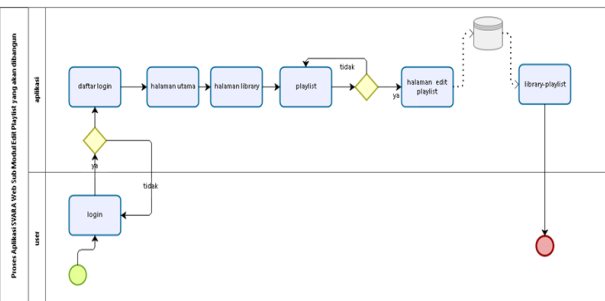 Proses Aplikasi SVARA Web Sub Modul Edit Playlist yang akan dibangun
aplikasi
daftar login
halaman utama
halaman library
playlist
tidak
ya
halaman edit
playlist
library-playlist
ya
tidak
user
login